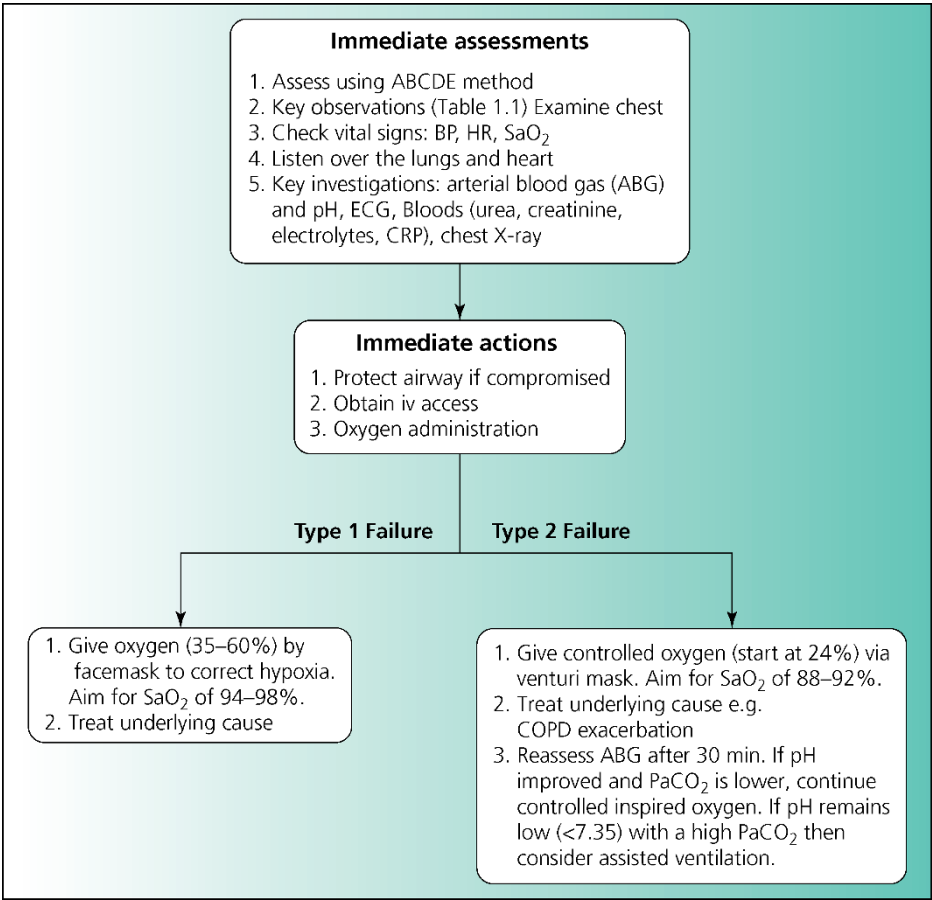 Immediate assessments
1. Assess using ABCDE method
2. Key observations (Table 1.1) Examine chest
3. Check vital signs: BP, HR, SaO₂
4. Listen over the lungs and heart
5. Key investigations: arterial blood gas (ABG)
and pH, ECG, Bloods (urea, creatinine,
electrolytes, CRP), chest X-ray
Immediate actions
1. Protect airway if compromised
2. Obtain iv access
3. Oxygen administration
Type 1 Failure
Type 2 Failure
1. Give oxygen (35–60%) by
facemask to correct hypoxia.
Aim for SaO₂ of 94–98%.
2. Treat underlying cause
1. Give controlled oxygen (start at 24%) via
venturi mask. Aim for SaO₂ of 88–92%.
2. Treat underlying cause e.g.
COPD exacerbation
3. Reassess ABG after 30 min. If pH
improved and PaCO₂ is lower, continue
controlled inspired oxygen. If pH remains
low (<7.35) with a high PaCO₂ then
consider assisted ventilation.